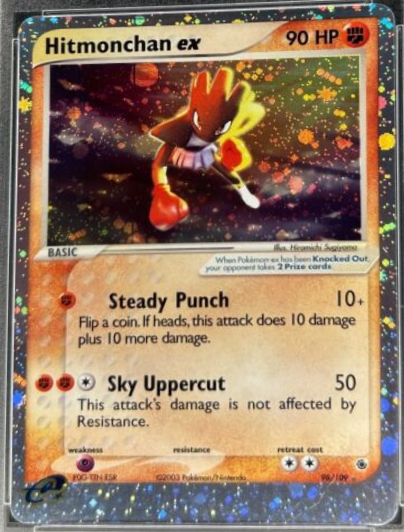 Hitmonchan ex 90 HP
BASIC
Illus. Hiromichi Sugiyama
When Pokémon-ex has been Knocked Out,
your opponent takes 2 Prize cards.
Steady Punch 10+
Flip a coin. If heads, this attack does 10 damage
plus 10 more damage.
Sky Uppercut 50
This attack's damage is not affected by
Resistance.
weakness resistance retreat cost
©2003 Pokémon/Nintendo 98/109
e